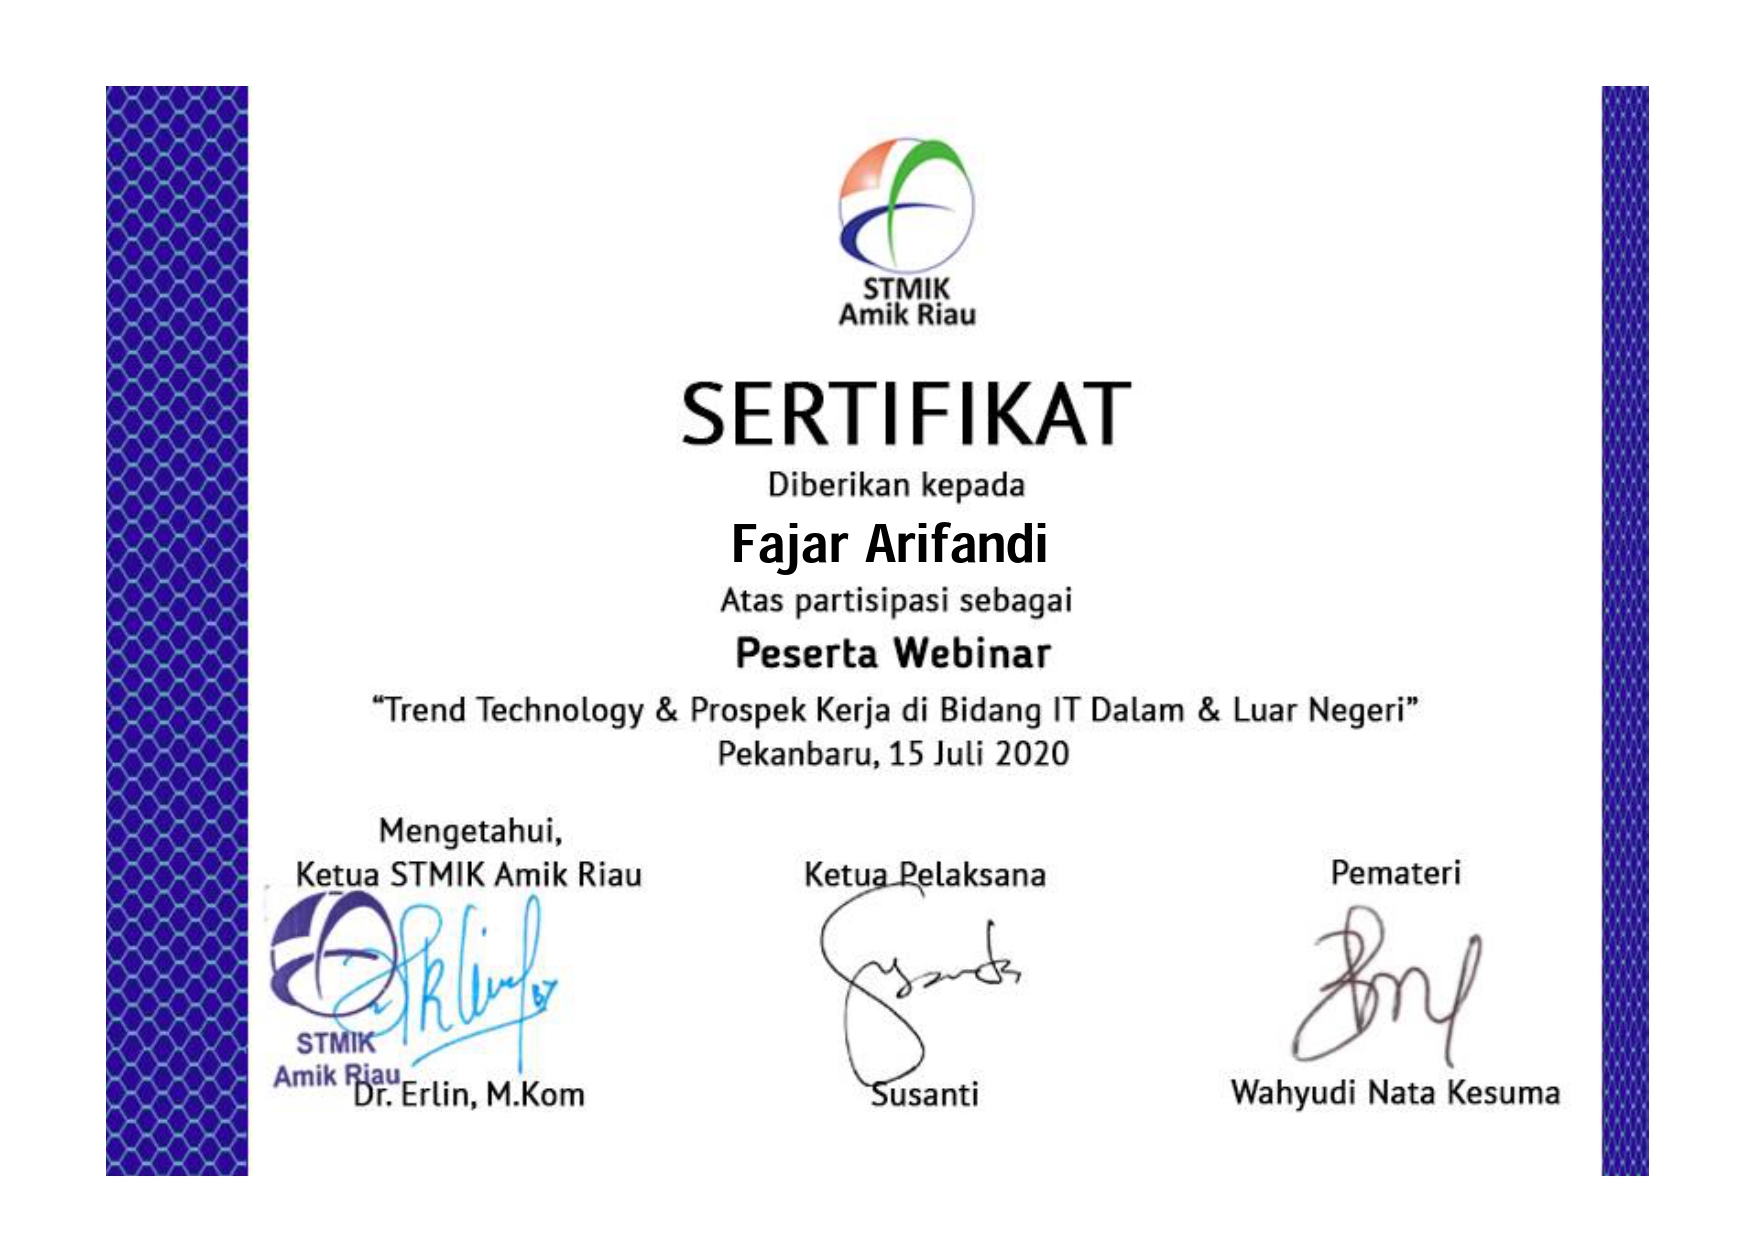 STMIK
Amik Riau
SERTIFIKAT
Diberikan kepada
Fajar Arifandi
Atas partisipasi sebagai
Peserta Webinar
“Trend Technology & Prospek Kerja di Bidang IT Dalam & Luar Negeri”
Pekanbaru, 15 Juli 2020
Mengetahui,
Ketua STMIK Amik Riau
STMIK
Amik Riau
Dr. Erlin, M.Kom
Ketua Pelaksana
Susanti
Pemateri
Wahyudi Nata Kesuma